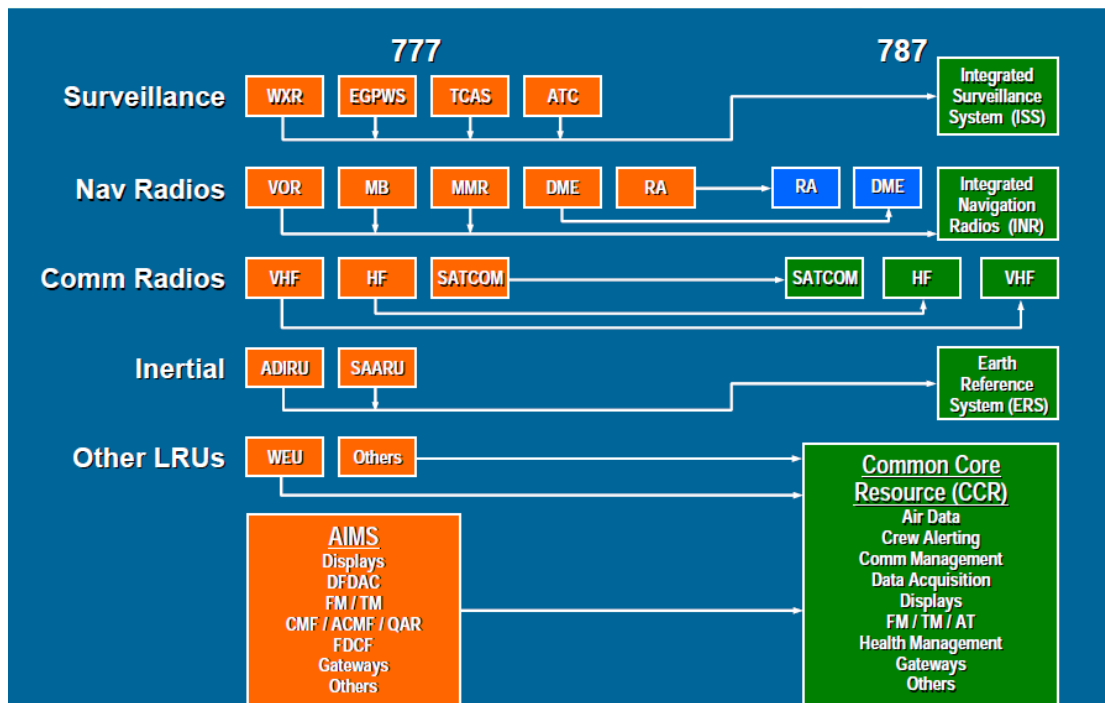 777
787
Surveillance
WXR
EGPWS
TCAS
ATC
Integrated
Surveillance
System (ISS)
Nav Radios
VOR
MB
MMR
DME
RA
RA
DME
Integrated
Navigation
Radios (INR)
Comm Radios
VHF
HF
SATCOM
SATCOM
HF
VHF
Inertial
ADIRU
SAARU
Earth
Reference
System (ERS)
Other LRUs
WEU
Others
AIMS
Displays
DFDAC
FM / TM
CMF / ACMF / QAR
FDCF
Gateways
Others
Common Core
Resource (CCR)
Air Data
Crew Alerting
Comm Management
Data Acquisition
Displays
FM / TM / AT
Health Management
Gateways
Others